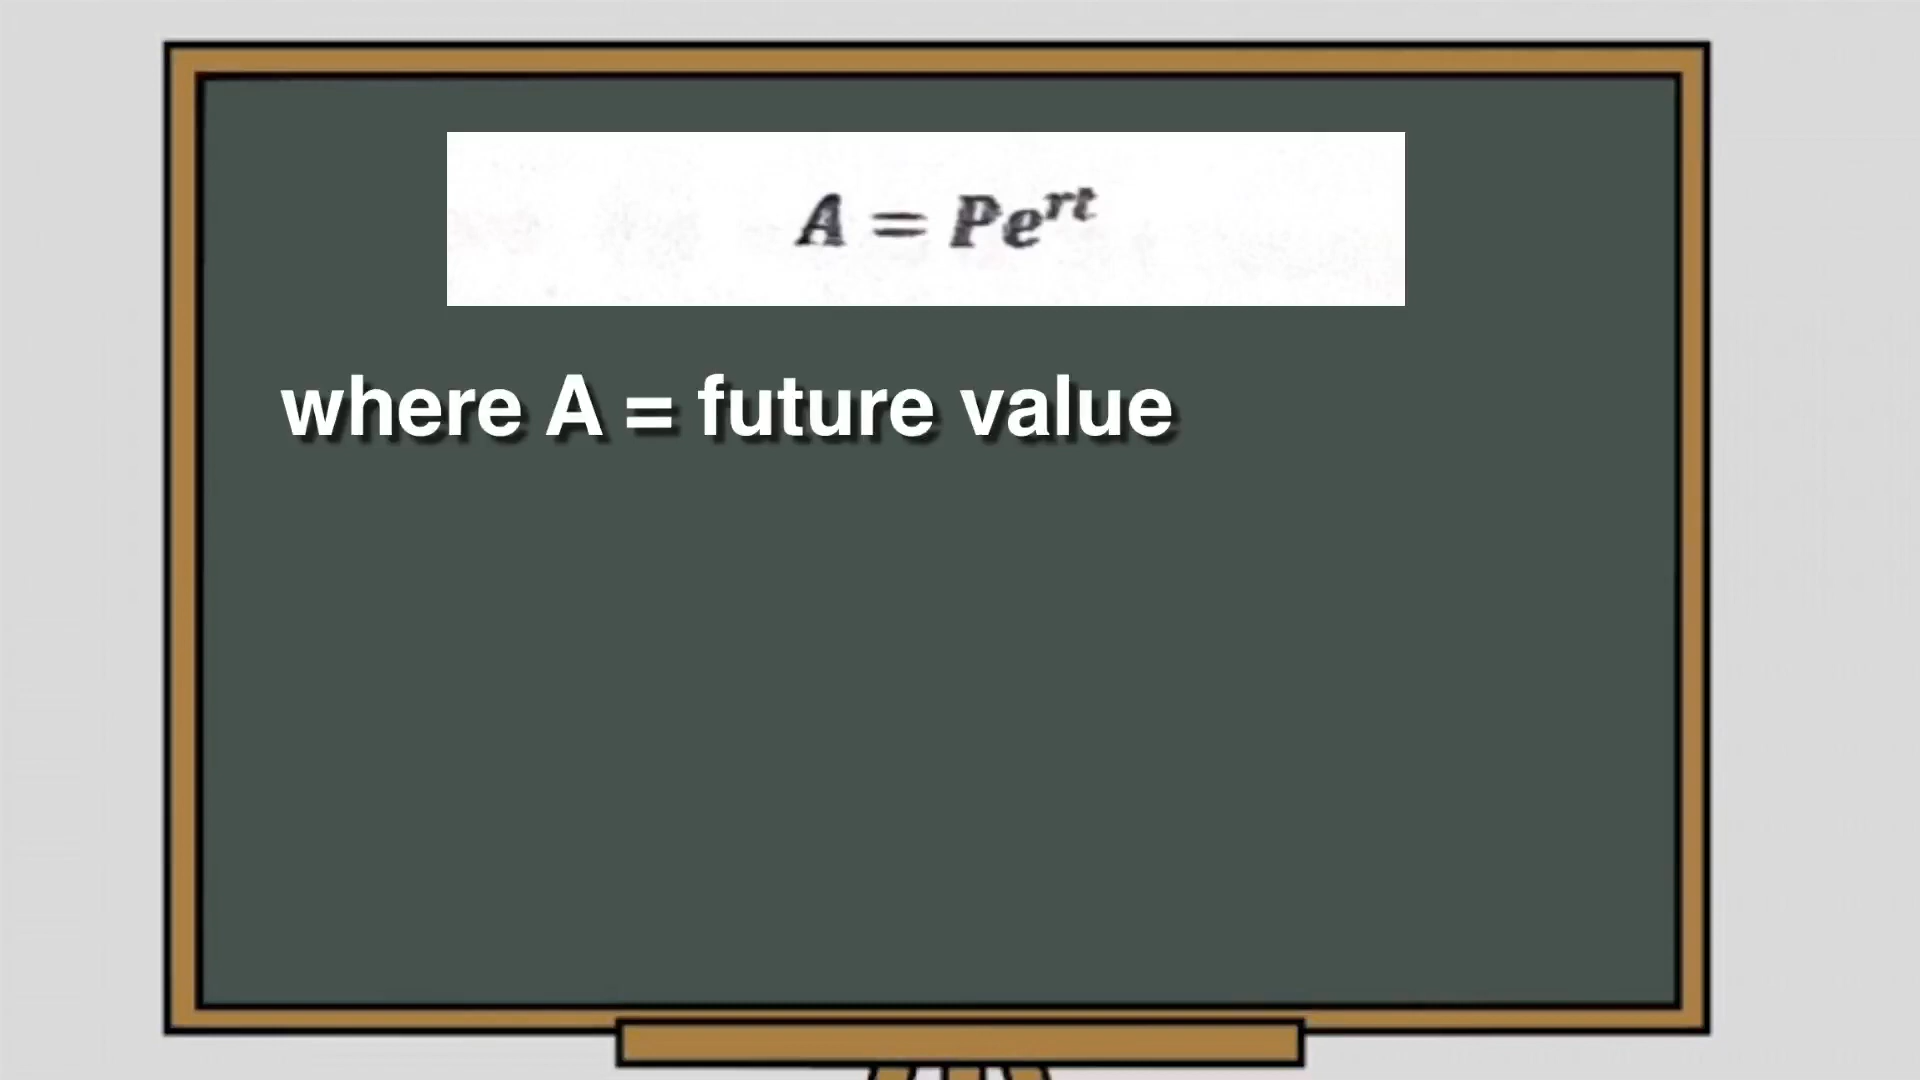 A = Pe^{rt}
where A = future value